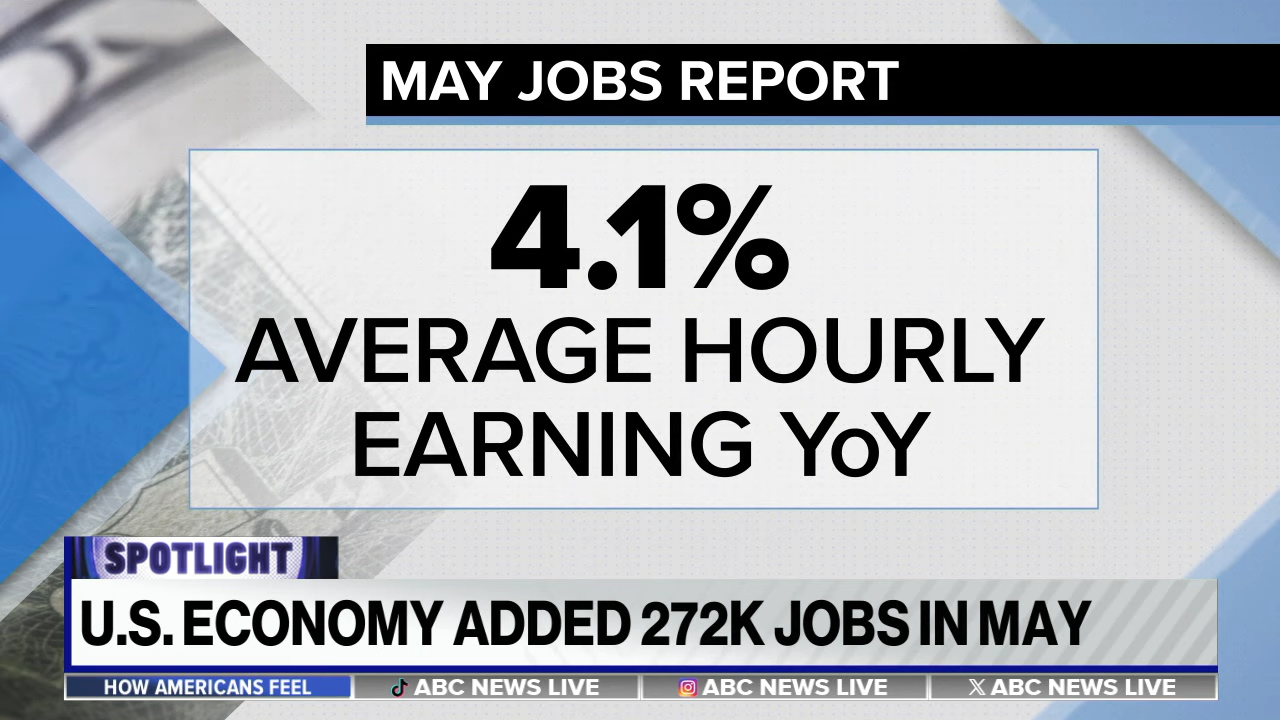 MAY JOBS REPORT
4.1%
AVERAGE HOURLY
EARNING YoY
SPOTLIGHT
U.S. ECONOMY ADDED 272K JOBS IN MAY
HOW AMERICANS FEEL ABC NEWS LIVE ABC NEWS LIVE ABC NEWS LIVE